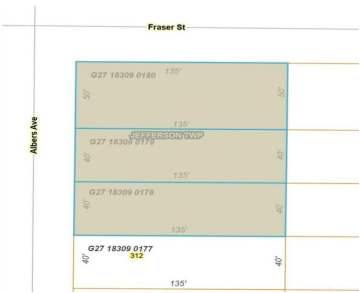 Fraser St
Albers Ave
G27 18309 0180
135'
50'
50'
135'
G27 18309 0179
JEFFERSON TWP
40'
40'
135'
G27 18309 0178
40'
40'
135'
G27 18309 0177
312
40'
40'
135'